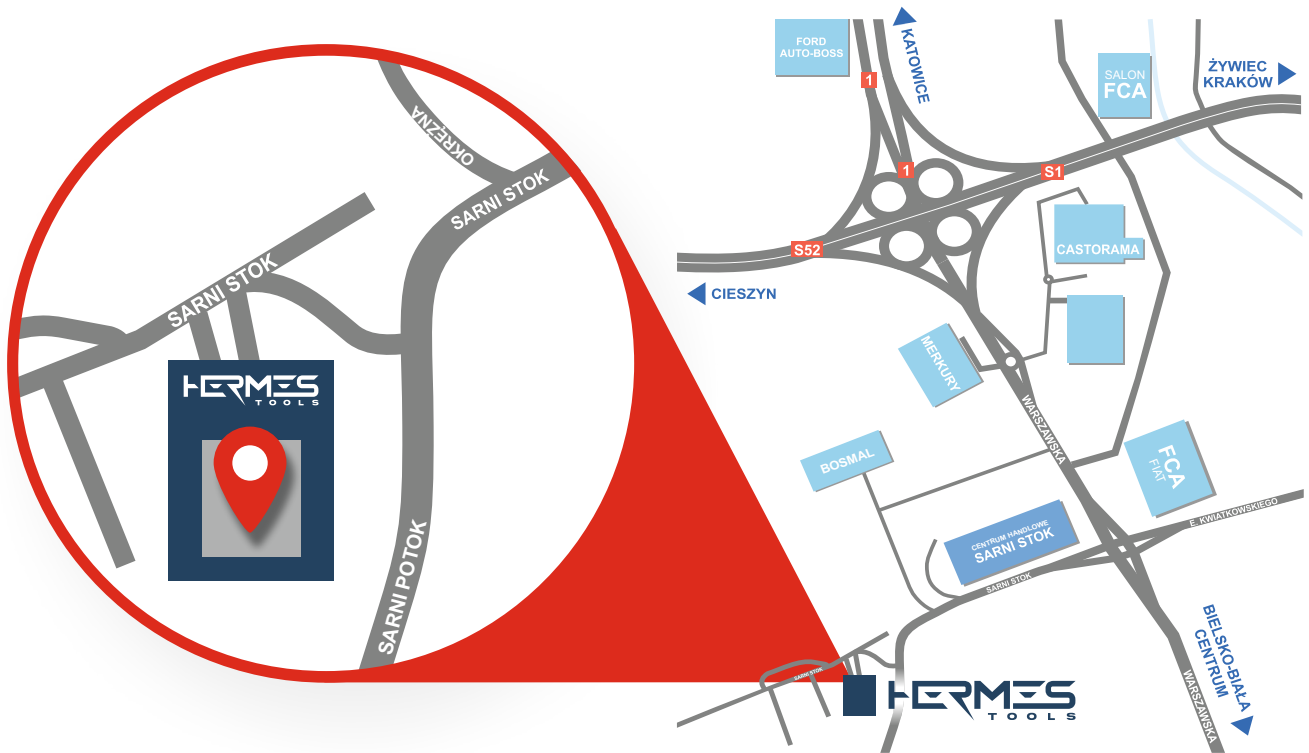 OKRĘŻNA
SARNI STOK
SARNI STOK
HERMES
TOOLS
SARNI POTOK
FORD
AUTO-BOSS
KATOWICE
1
SALON
FCA
ŻYWIEC
KRAKÓW
1
S1
S52
CASTORAMA
CIESZYN
MERKURY
WARSZAWSKA
BOSMAL
FCA
FIAT
CENTRUM HANDLOWE
SARNI STOK
E. KWIATKOWSKIEGO
SARNI STOK
BIELSKO-BIAŁA
CENTRUM
WARSZAWSKA
SARNI STOK
HERMES
TOOLS